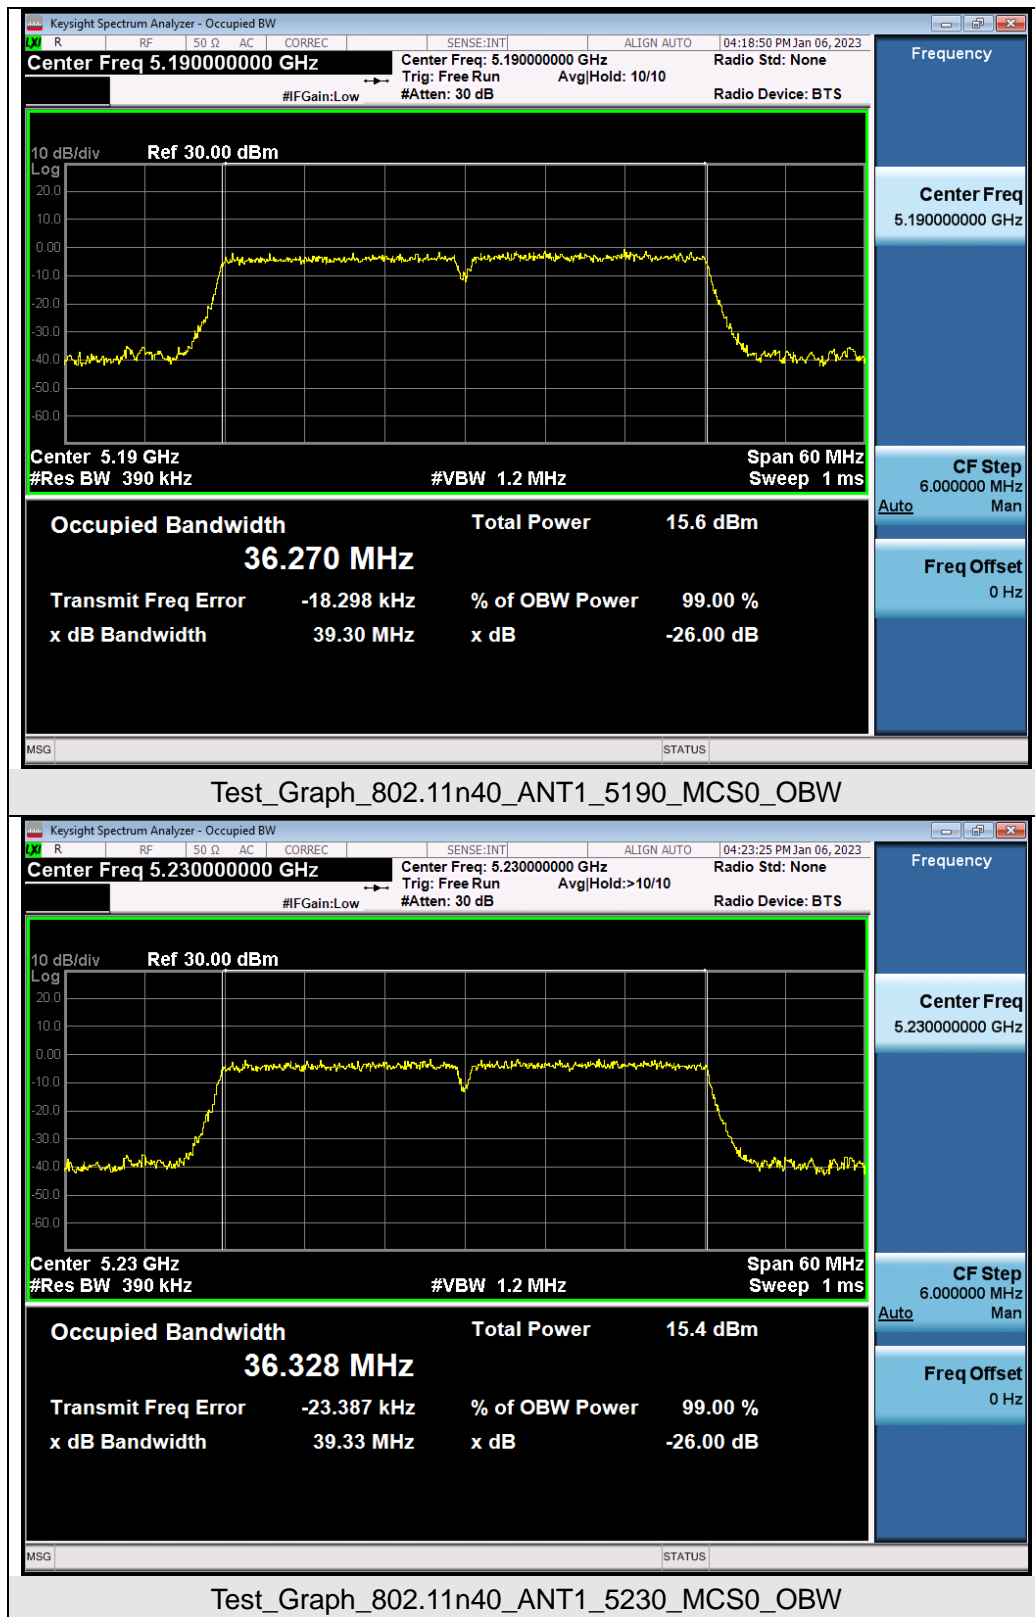 Keysight Spectrum Analyzer - Occupied BW
LXI R RF 50 Ω AC CORREC SENSE:INT ALIGN AUTO 04:18:50 PM Jan 06, 2023
Center Freq 5.190000000 GHz
Center Freq: 5.190000000 GHz Radio Std: None
Trig: Free Run Avg|Hold: 10/10
#IFGain:Low #Atten: 30 dB Radio Device: BTS
Frequency
10 dB/div Ref 30.00 dBm
Log
20.0
10.0
0.00
-10.0
-20.0
-30.0
-40.0
-50.0
-60.0
Center 5.19 GHz Span 60 MHz
#Res BW 390 kHz #VBW 1.2 MHz Sweep 1 ms
Center Freq
5.190000000 GHz
CF Step
6.000000 MHz
Auto Man
Freq Offset
0 Hz
Occupied Bandwidth Total Power 15.6 dBm
36.270 MHz
Transmit Freq Error -18.298 kHz % of OBW Power 99.00 %
x dB Bandwidth 39.30 MHz x dB -26.00 dB
MSG STATUS
Test_Graph_802.11n40_ANT1_5190_MCS0_OBW
Keysight Spectrum Analyzer - Occupied BW
LXI R RF 50 Ω AC CORREC SENSE:INT ALIGN AUTO 04:23:25 PM Jan 06, 2023
Center Freq 5.230000000 GHz
Center Freq: 5.230000000 GHz Radio Std: None
Trig: Free Run Avg|Hold:>10/10
#IFGain:Low #Atten: 30 dB Radio Device: BTS
Frequency
10 dB/div Ref 30.00 dBm
Log
20.0
10.0
0.00
-10.0
-20.0
-30.0
-40.0
-50.0
-60.0
Center 5.23 GHz Span 60 MHz
#Res BW 390 kHz #VBW 1.2 MHz Sweep 1 ms
Center Freq
5.230000000 GHz
CF Step
6.000000 MHz
Auto Man
Freq Offset
0 Hz
Occupied Bandwidth Total Power 15.4 dBm
36.328 MHz
Transmit Freq Error -23.387 kHz % of OBW Power 99.00 %
x dB Bandwidth 39.33 MHz x dB -26.00 dB
MSG STATUS
Test_Graph_802.11n40_ANT1_5230_MCS0_OBW